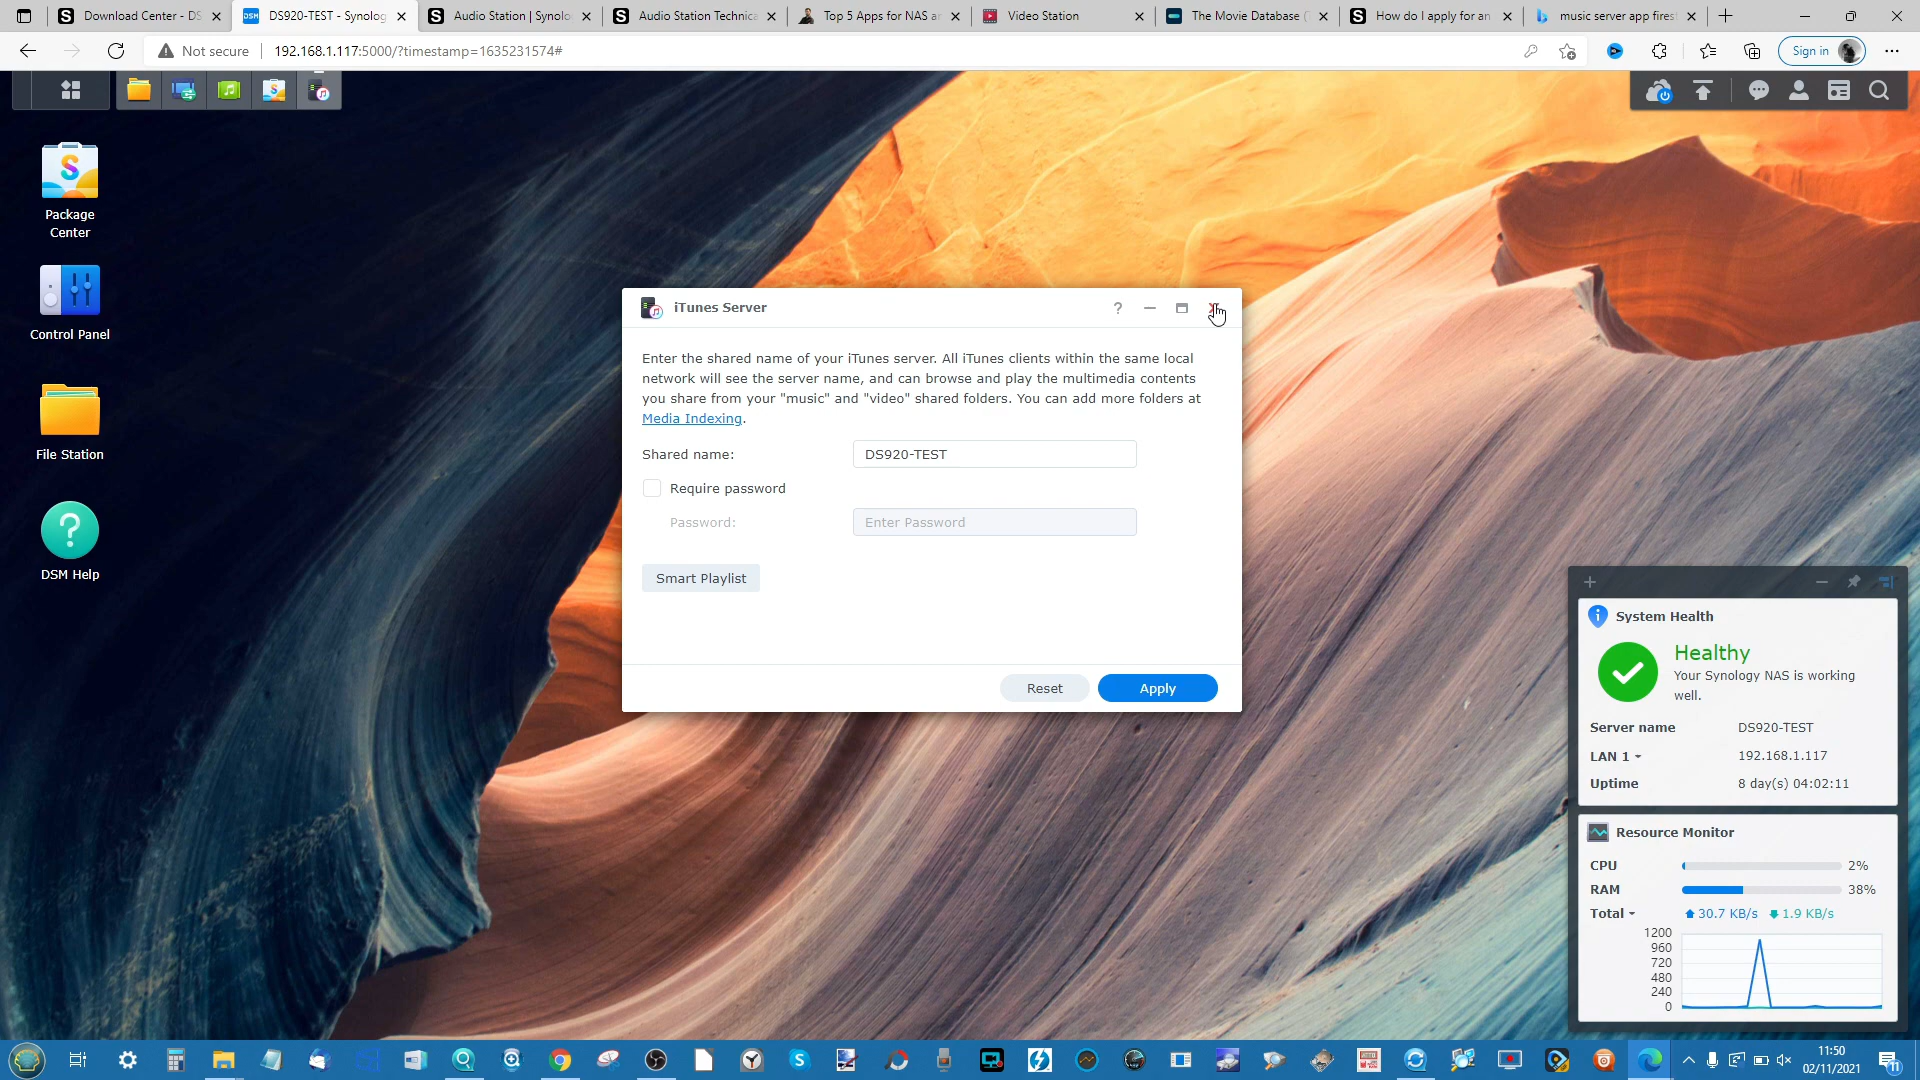 Download Center - DS
DS920-TEST - Synolog
Audio Station | Synolo
Audio Station Technica
Top 5 Apps for NAS ar
Video Station
The Movie Database (
How do I apply for an
music server app fires
Not secure
192.168.1.117:5000/?timestamp=1635231574#
Sign in
Package
Center
Control Panel
File Station
DSM Help
iTunes Server
Enter the shared name of your iTunes server. All iTunes clients within the same local
network will see the server name, and can browse and play the multimedia contents
you share from your "music" and "video" shared folders. You can add more folders at
Media Indexing.
Shared name:
DS920-TEST
Require password
Password:
Enter Password
Smart Playlist
Reset
Apply
System Health
Healthy
Your Synology NAS is working
well.
Server name
DS920-TEST
LAN 1
192.168.1.117
Uptime
8 day(s) 04:02:11
Resource Monitor
CPU
2%
RAM
38%
Total
30.7 KB/s
1.9 KB/s
1200
960
720
480
240
0
11:50
02/11/2021
11